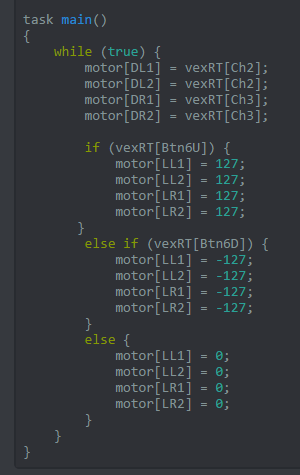 task main()
{
    while (true) {
        motor[DL1] = vexRT[Ch2];
        motor[DL2] = vexRT[Ch2];
        motor[DR1] = vexRT[Ch3];
        motor[DR2] = vexRT[Ch3];

        if (vexRT[Btn6U]) {
            motor[LL1] = 127;
            motor[LL2] = 127;
            motor[LR1] = 127;
            motor[LR2] = 127;
       }
        else if (vexRT[Btn6D]) {
            motor[LL1] = -127;
            motor[LL2] = -127;
            motor[LR1] = -127;
            motor[LR2] = -127;
        }
        else {
            motor[LL1] = 0;
            motor[LL2] = 0;
            motor[LR1] = 0;
            motor[LR2] = 0;
        }
    }
}